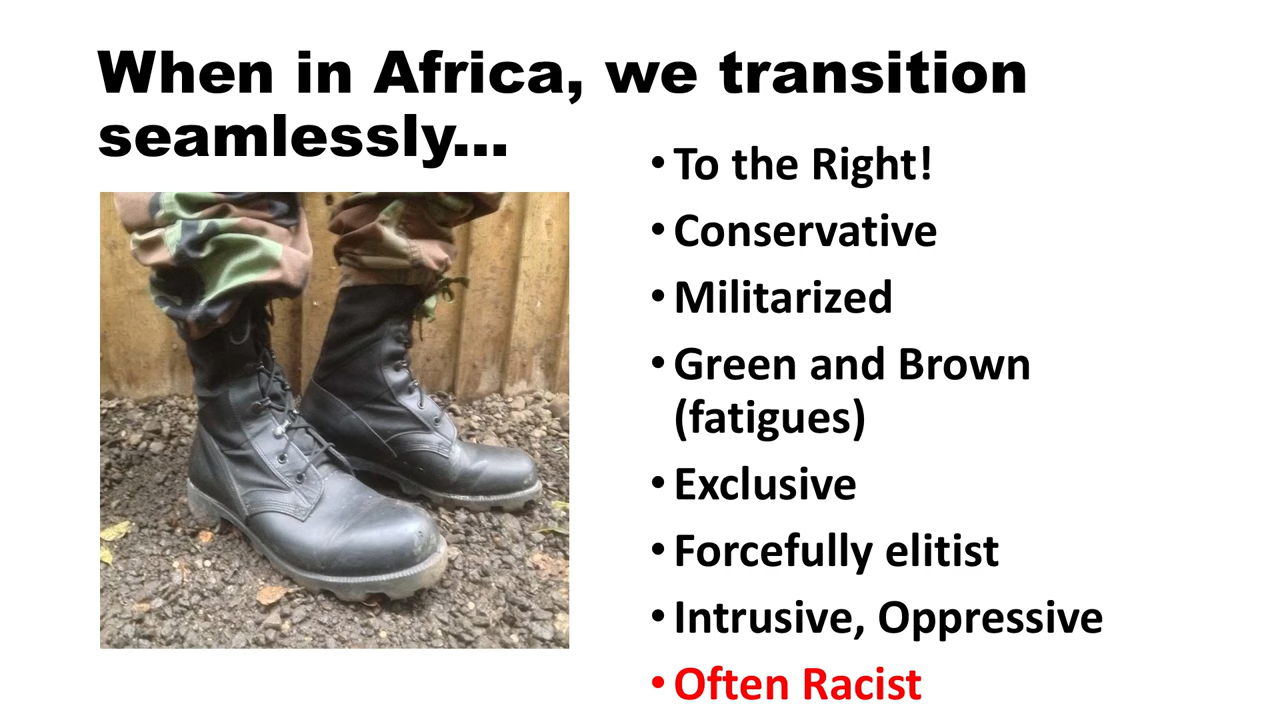 When in Africa, we transition
seamlessly...
• To the Right!
• Conservative
• Militarized
• Green and Brown
(fatigues)
• Exclusive
• Forcefully elitist
• Intrusive, Oppressive
• Often Racist